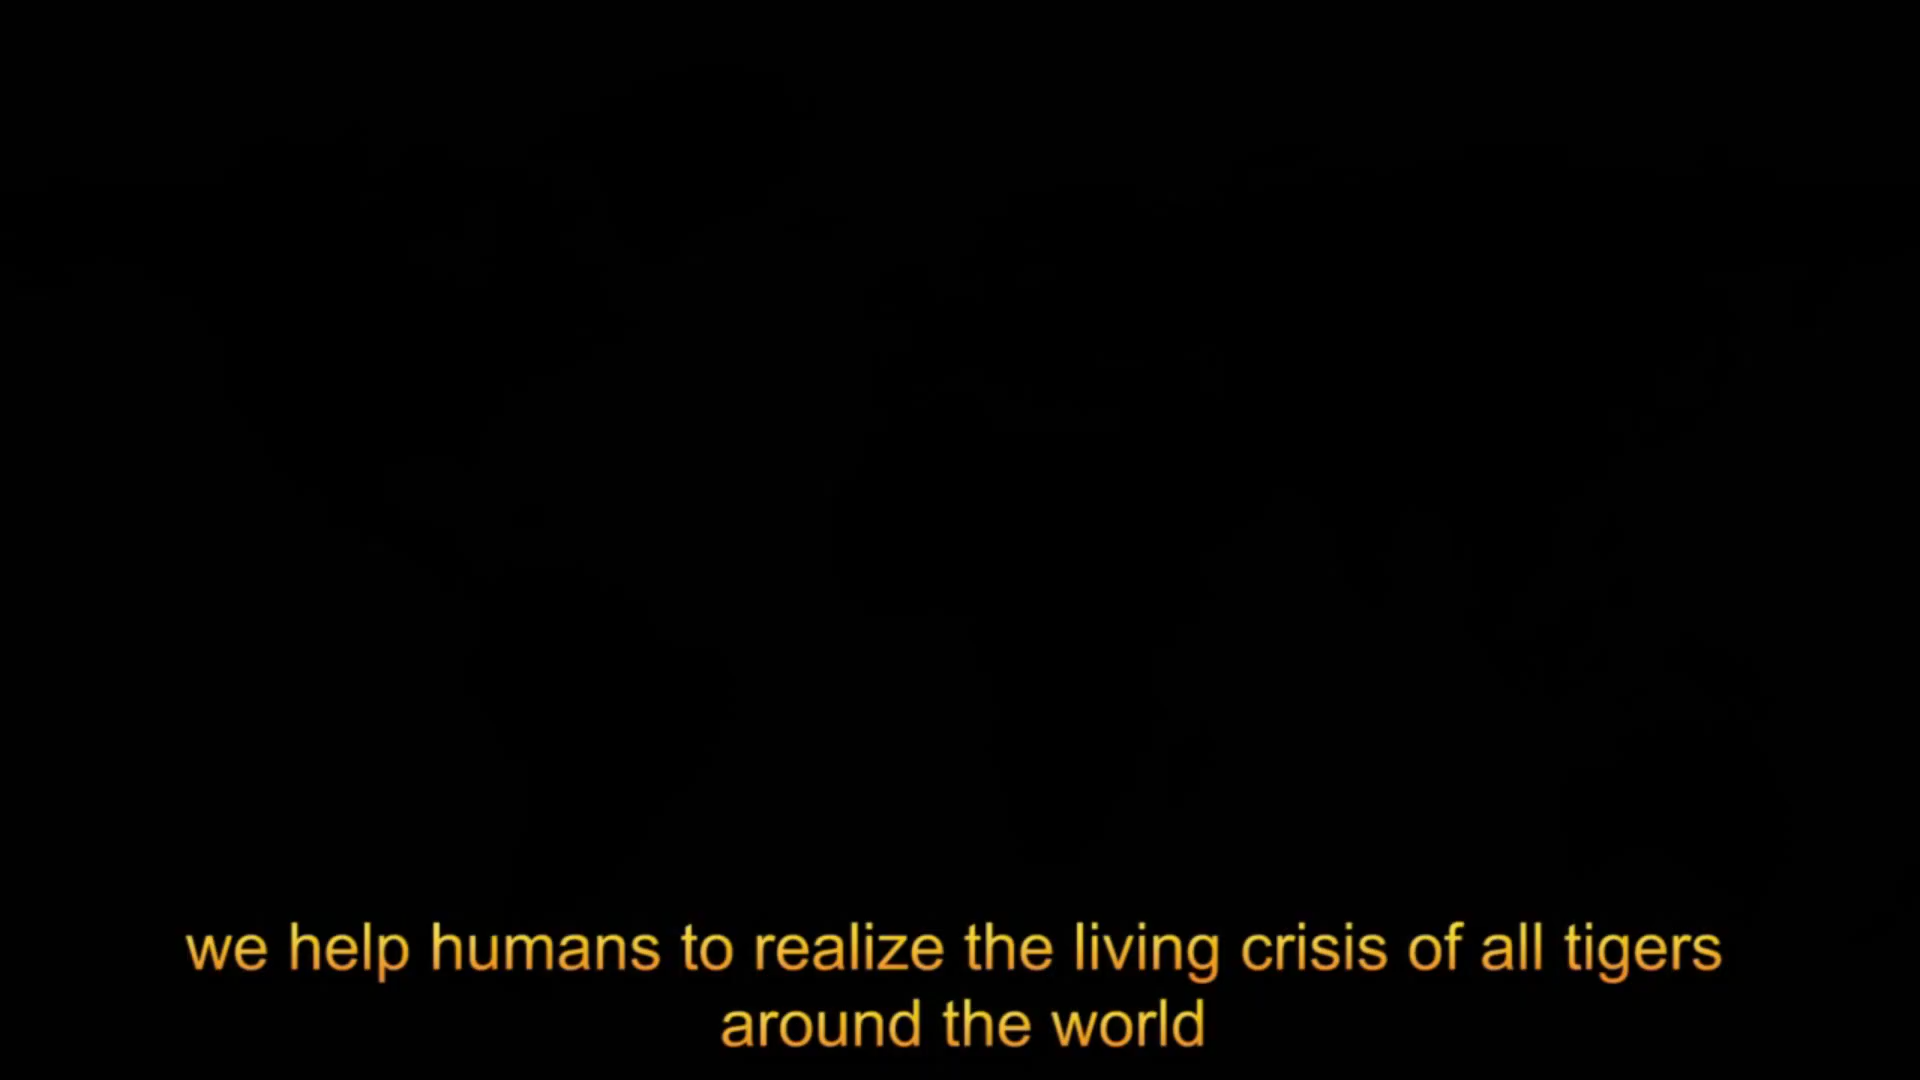 we help humans to realize the living crisis of all tigers
around the world